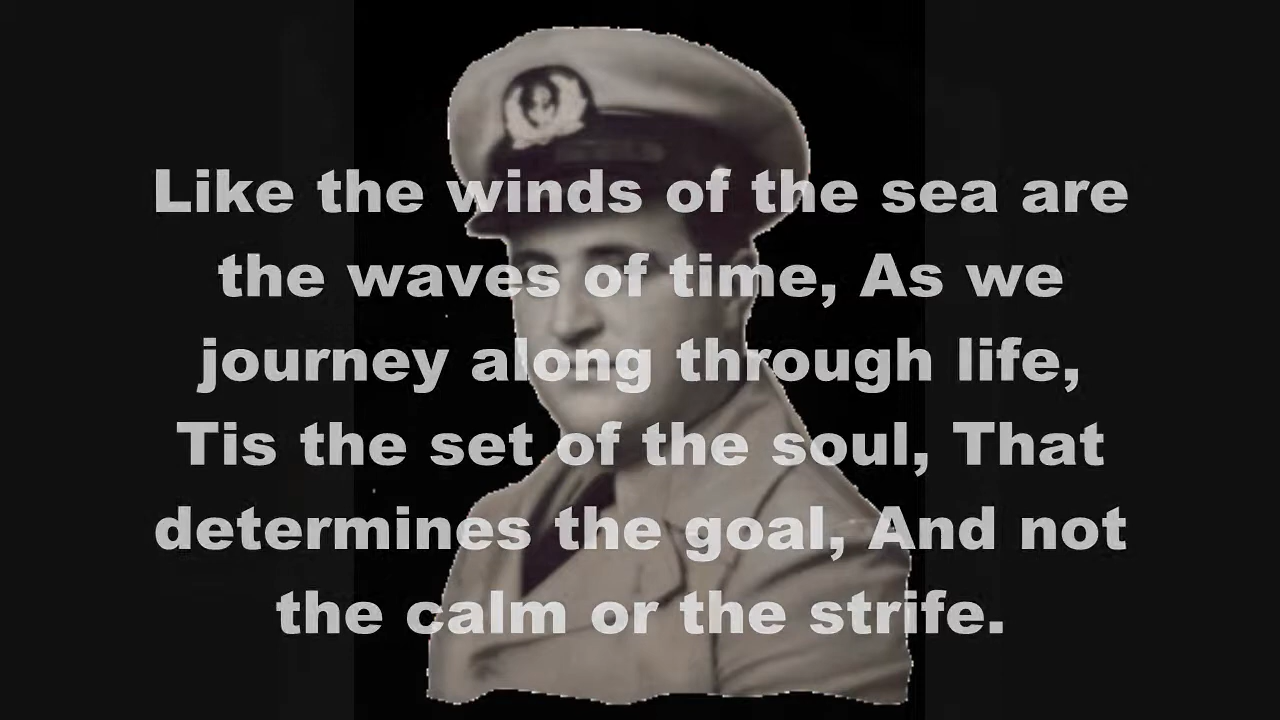 Like the winds of the sea are
the waves of time, As we
journey along through life,
Tis the set of the soul, That
determines the goal, And not
the calm or the strife.